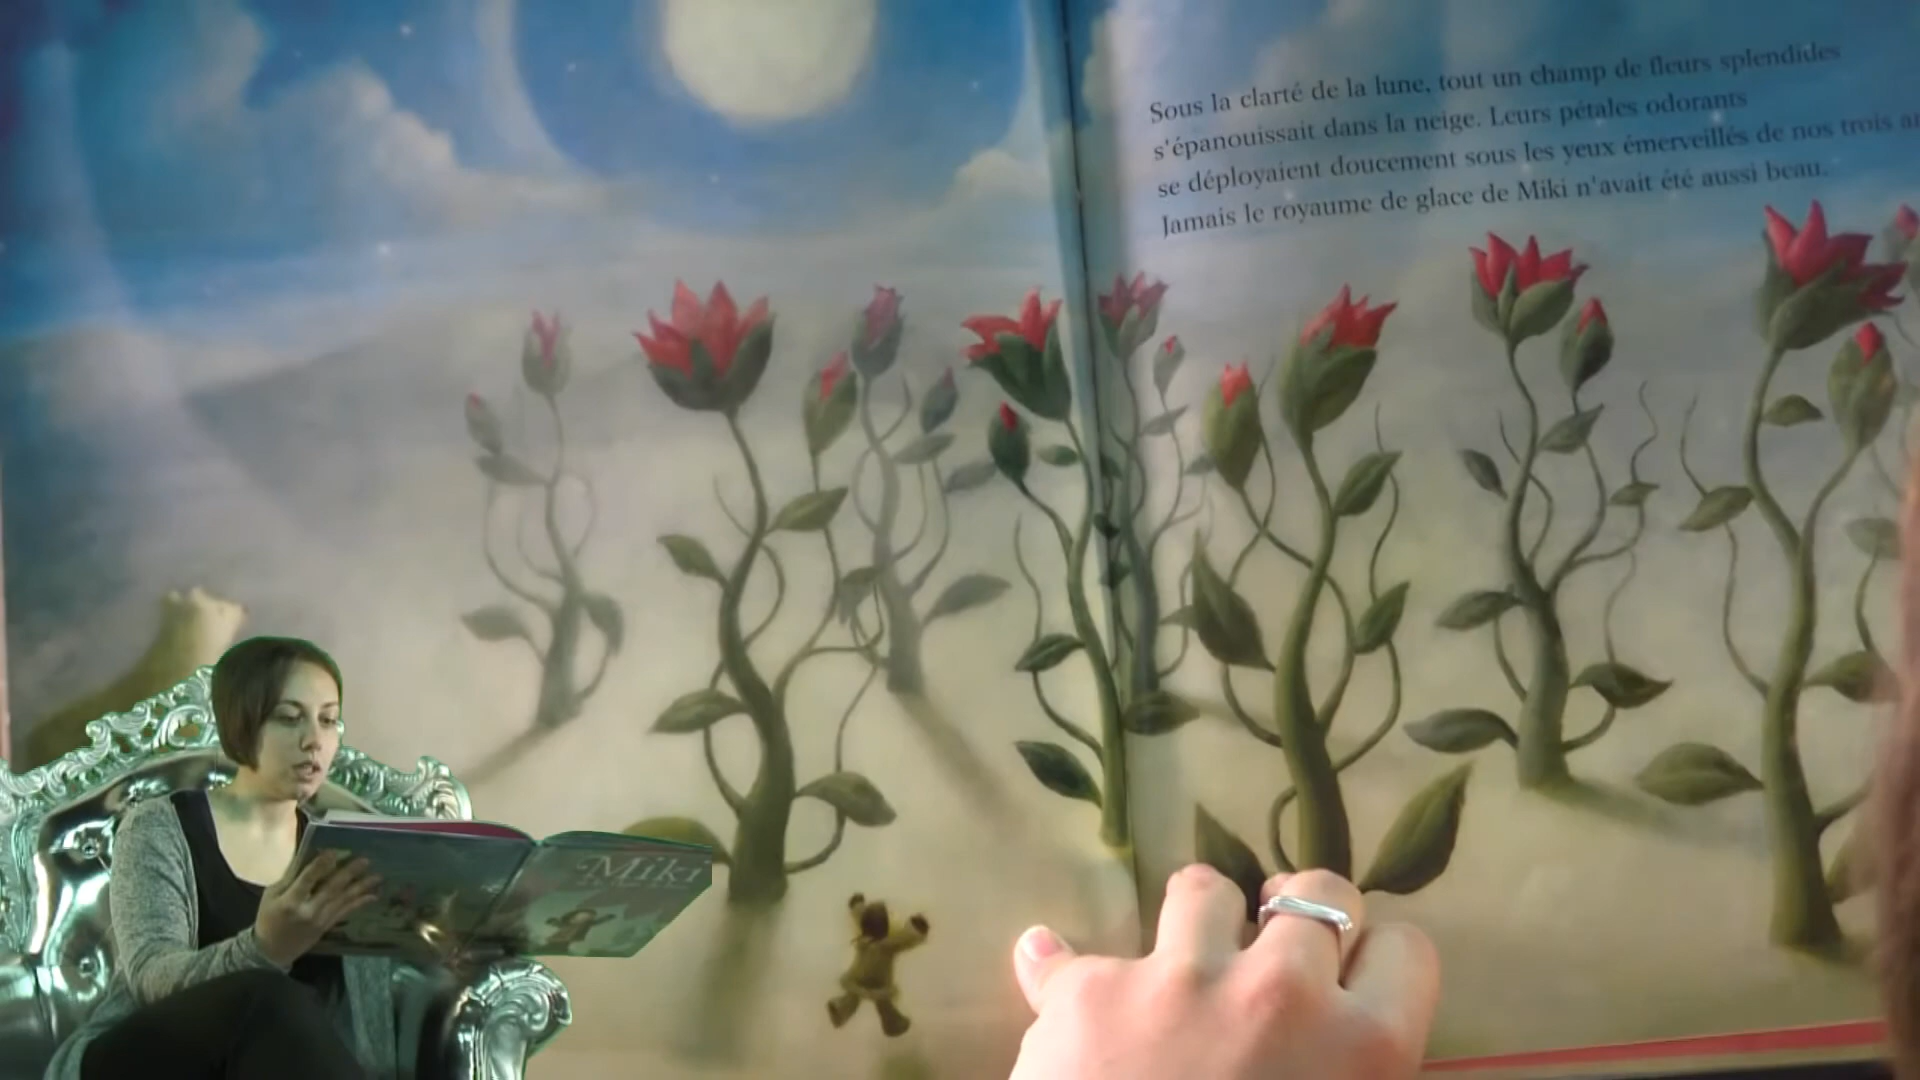 Sous la clarté de la lune, tout un champ de fleurs splendides
s'épanouissait dans la neige. Leurs pétales odorants
se déployaient doucement sous les yeux émerveillés de nos trois
Jamais le royaume de glace de Miki n'avait été aussi beau.
Miki